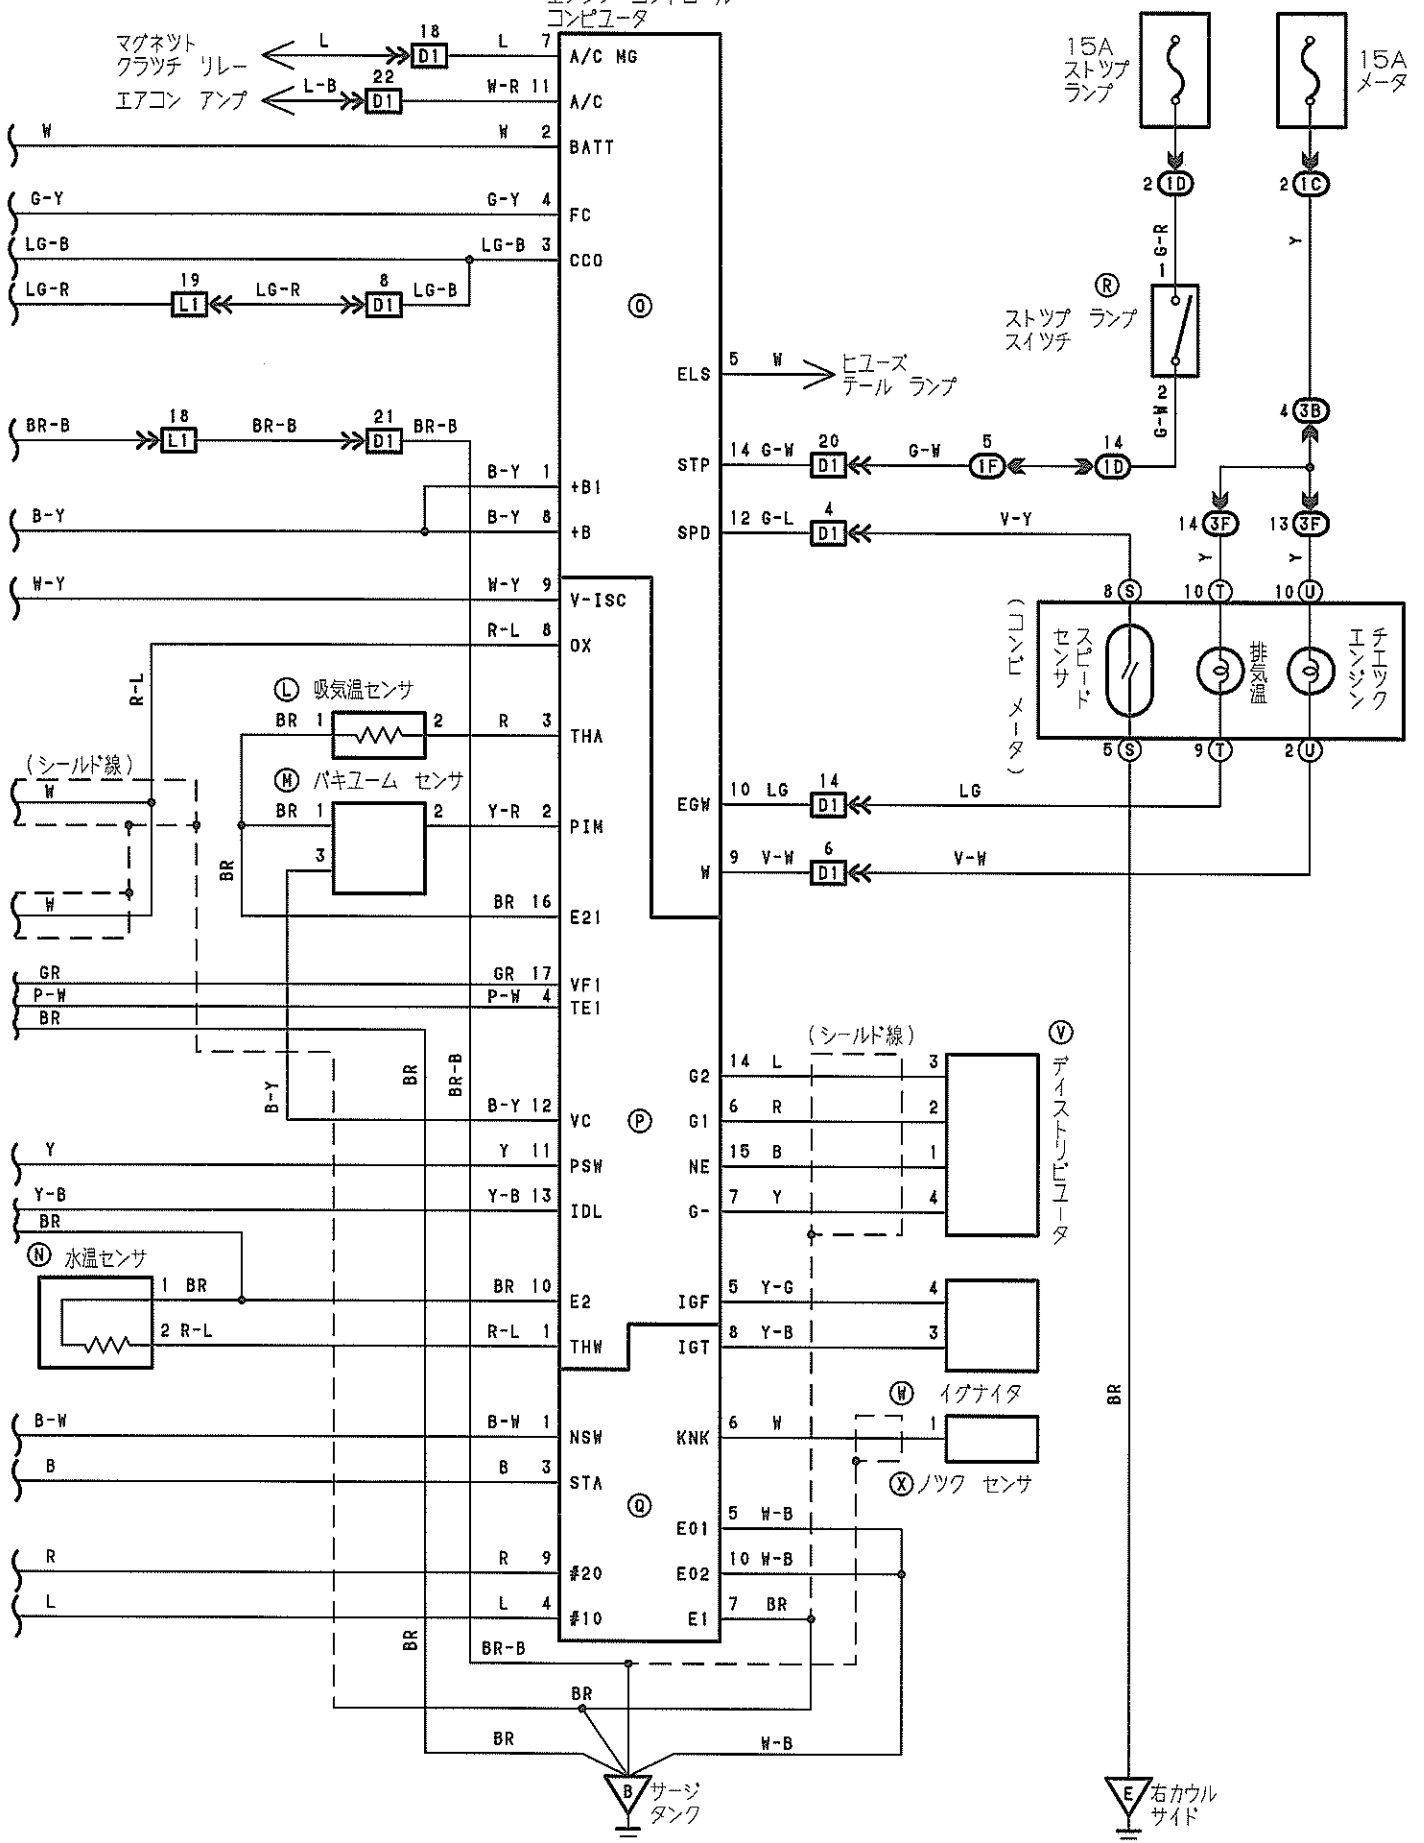 コンピュータ
マグネット
クラッチ リレー
L
18
D1
L 7
A/C MG
エアコン アンプ
L-B
22
D1
W-R 11
A/C
W
W 2
BATT
G-Y
G-Y 4
FC
LG-B
LG-B 3
CCO
LG-R
19
L1
LG-R
8
D1
LG-B
O
15A
ストップ
ランプ
15A
メータ
2 1D
2 1C
G-R
Y
1
R
ストップ ランプ
スイッチ
2
G-W
4 3B
ELS
5 W
ヒューズ
テール ランプ
BR-B
18
L1
BR-B
21
D1
BR-B
STP
14 G-W
20
D1
G-W
5
1F
14
1D
B-Y 1
+B1
B-Y
B-Y 8
+B
SPD
12 G-L
4
D1
V-Y
14 3F
13 3F
Y
Y
W-Y
W-Y 9
V-ISC
8 S
10 T
10 U
R-L 8
OX
R-L
(コンビ メータ)
スピード
センサ
排気温
チェック
エンジン
L 吸気温センサ
BR 1
2
R 3
THA
5 S
9 T
2 U
(シールド線)
W
M バキューム センサ
BR 1
2
Y-R 2
PIM
3
BR
EGW
10 LG
14
D1
LG
W
9 V-W
6
D1
V-W
W
BR 16
E21
GR
GR 17
VF1
P-W
P-W 4
TE1
BR
BR
BR-B
B-Y
B-Y 12
VC
P
(シールド線)
V
ディストリビュータ
G2
14 L
3
G1
6 R
2
NE
15 B
1
G-
7 Y
4
Y
Y 11
PSW
Y-B
Y-B 13
IDL
BR
N 水温センサ
1 BR
BR 10
E2
2 R-L
R-L 1
THW
IGF
5 Y-G
4
IGT
8 Y-B
3
W イグナイタ
BR
B-W
B-W 1
NSW
KNK
6 W
1
B
B 3
STA
X ノック センサ
Q
E01
5 W-B
R
R 9
#20
E02
10 W-B
L
L 4
#10
E1
7 BR
BR
BR-B
BR
BR
W-B
B
サージ
タンク
E
右カウル
サイド